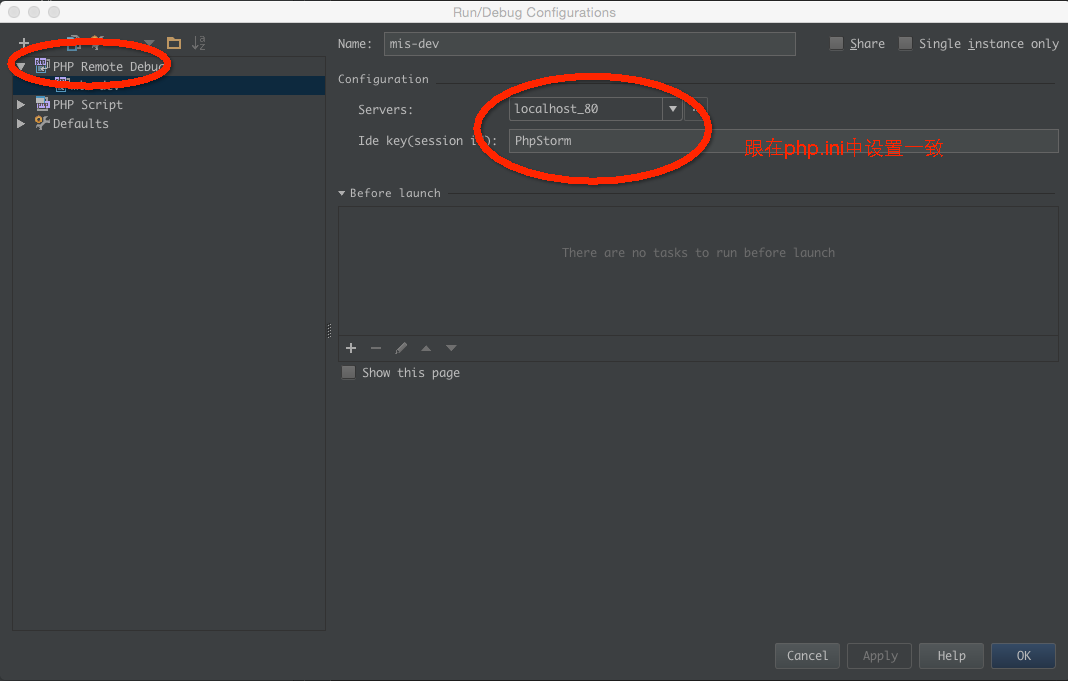 Run/Debug Configurations
Name: mis-dev
Share
Single instance only
PHP Remote Debug
PHP Script
Defaults
Configuration
Servers: localhost_80
Ide key(session id): PhpStorm
跟在php.ini中设置一致
Before launch
There are no tasks to run before launch
Show this page
Cancel
Apply
Help
OK